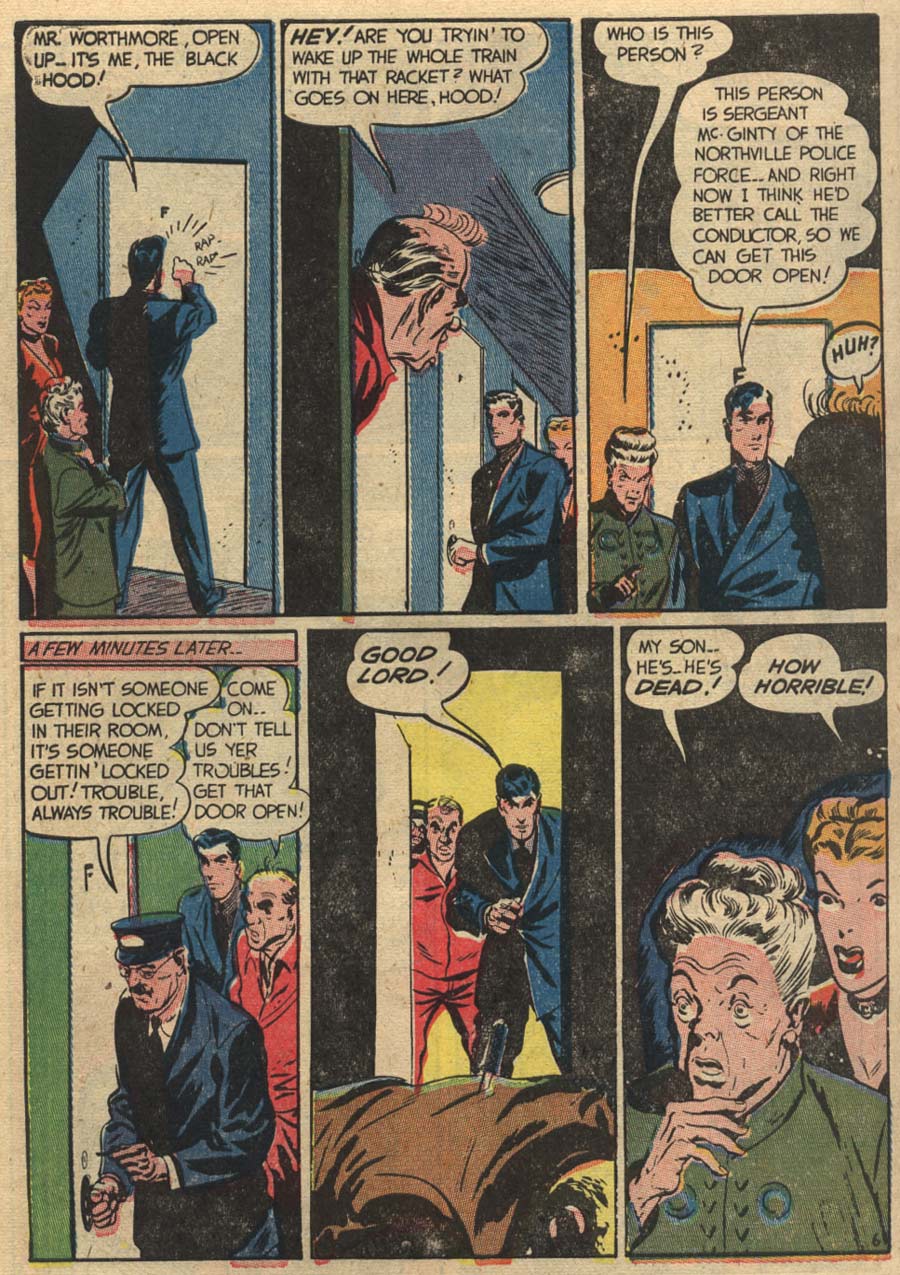 MR. WORTHMORE, OPEN
UP-- IT'S ME, THE BLACK
HOOD!
F
RAP-
RAP-
HEY! ARE YOU TRYIN' TO
WAKE UP THE WHOLE TRAIN
WITH THAT RACKET? WHAT
GOES ON HERE, HOOD!
WHO IS THIS
PERSON?
THIS PERSON
IS SERGEANT
MC. GINTY OF THE
NORTHVILLE POLICE
FORCE-- AND RIGHT
NOW I THINK HE'D
BETTER CALL THE
CONDUCTOR, SO WE
CAN GET THIS
DOOR OPEN!
F
HUH?
A FEW MINUTES LATER--
IF IT ISN'T SOMEONE
GETTING LOCKED
IN THEIR ROOM,
IT'S SOMEONE
GETTIN' LOCKED
OUT! TROUBLE,
ALWAYS TROUBLE!
COME
ON--
DON'T TELL
US YER
TROUBLES!
GET THAT
DOOR OPEN!
F
GOOD
LORD!
MY SON--
HE'S-- HE'S
DEAD!
HOW
HORRIBLE!
6